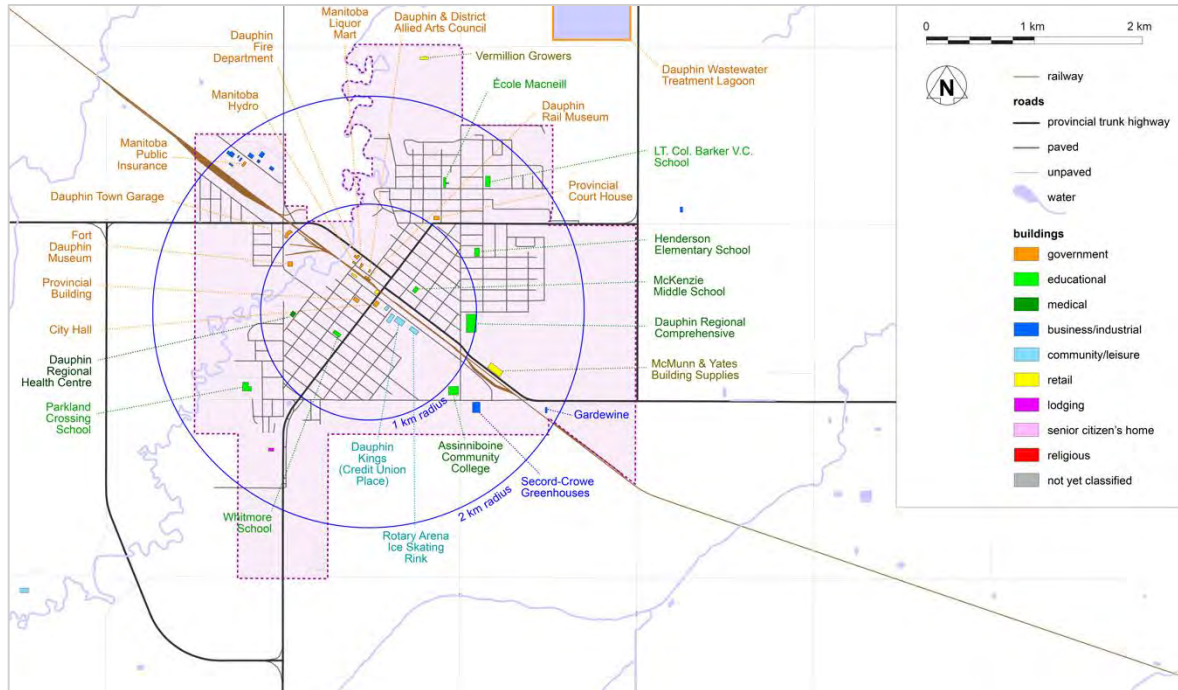 Manitoba
Liquor
Mart
Dauphin & District
Allied Arts Council
Dauphin
Fire
Department
Vermillion Growers
Dauphin Wastewater
Treatment Lagoon
École Macneill
Manitoba
Hydro
Dauphin
Rail Museum
Manitoba
Public
Insurance
LT. Col. Barker V.C.
School
Dauphin Town Garage
Provincial
Court House
Fort
Dauphin
Museum
Henderson
Elementary School
Provincial
Building
McKenzie
Middle School
City Hall
Dauphin Regional
Comprehensive
Dauphin
Regional
Health Centre
McMunn & Yates
Building Supplies
Parkland
Crossing
School
1 km radius
Gardewine
Dauphin
Kings
(Credit Union
Place)
Assinniboine
Community
College
Secord-Crowe
Greenhouses
2 km radius
Whitmore
School
Rotary Arena
Ice Skating
Rink
0
1 km
2 km
N
railway
roads
provincial trunk highway
paved
unpaved
water
buildings
government
educational
medical
business/industrial
community/leisure
retail
lodging
senior citizen's home
religious
not yet classified